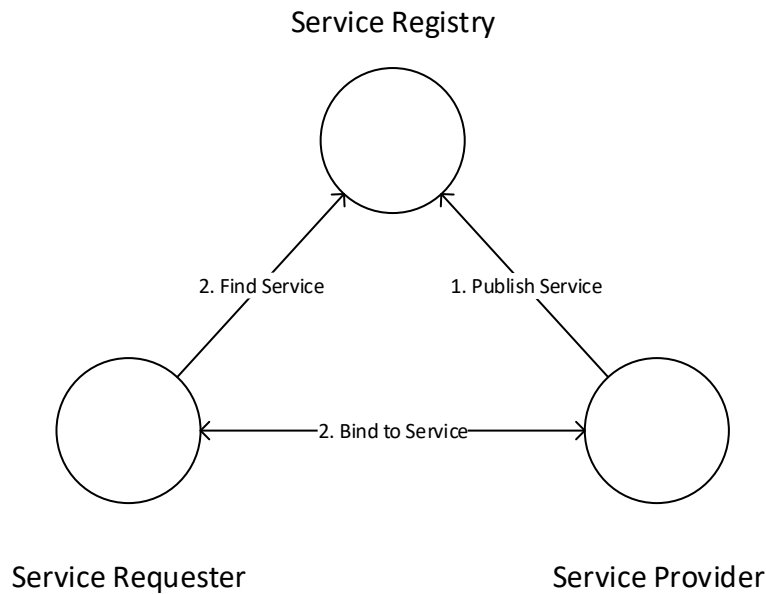 Service Registry
2. Find Service
1. Publish Service
2. Bind to Service
Service Requester
Service Provider